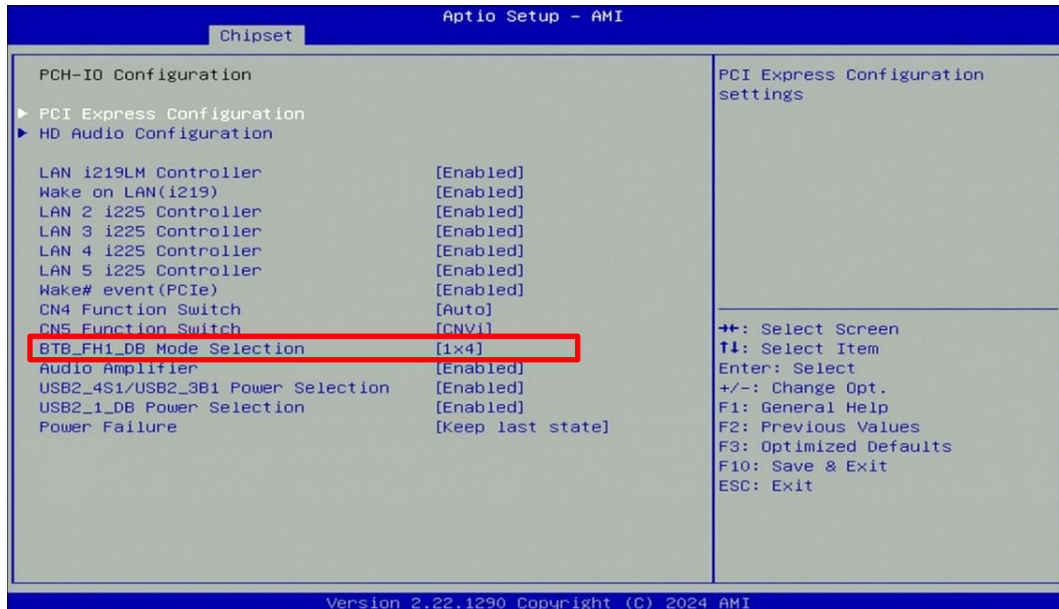 Aptio Setup - AMI
Chipset
PCH-IO Configuration
▶ PCI Express Configuration
▶ HD Audio Configuration
LAN i219LM Controller [Enabled]
Wake on LAN(i219) [Enabled]
LAN 2 i225 Controller [Enabled]
LAN 3 i225 Controller [Enabled]
LAN 4 i225 Controller [Enabled]
LAN 5 i225 Controller [Enabled]
Wake# event(PCIe) [Enabled]
CN4 Function Switch [Auto]
CN5 Function Switch [CNVi]
BTB_FH1_DB Mode Selection [1x4]
Audio Amplifier [Enabled]
USB2_4S1/USB2_3B1 Power Selection [Enabled]
USB2_1_DB Power Selection [Enabled]
Power Failure [Keep last state]
PCI Express Configuration
settings
→←: Select Screen
↑↓: Select Item
Enter: Select
+/-: Change Opt.
F1: General Help
F2: Previous Values
F3: Optimized Defaults
F10: Save & Exit
ESC: Exit
Version 2.22.1290 Copyright (C) 2024 AMI